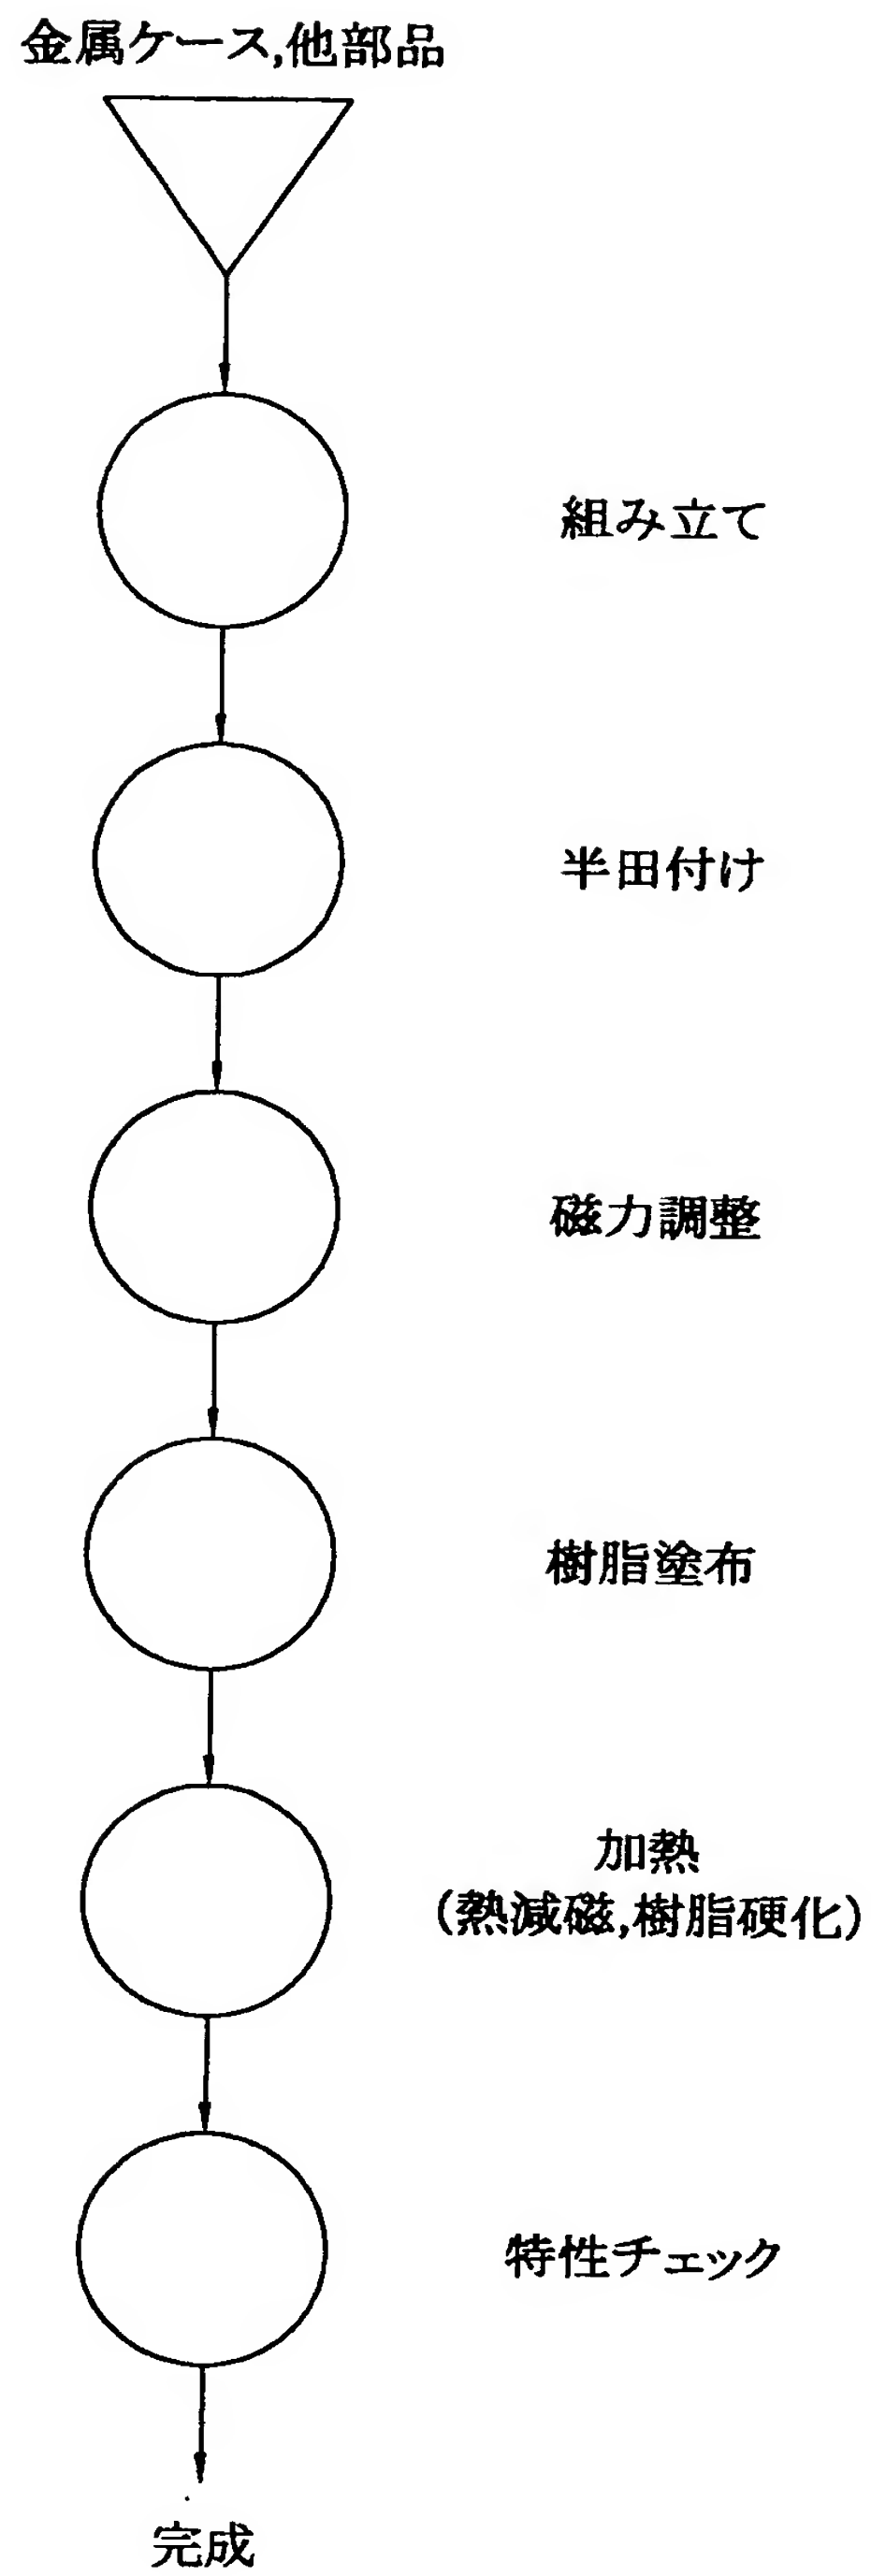 金属ケース,他部品
組み立て
半田付け
磁力調整
樹脂塗布
加熱
(熱減磁,樹脂硬化)
特性チェック
完成